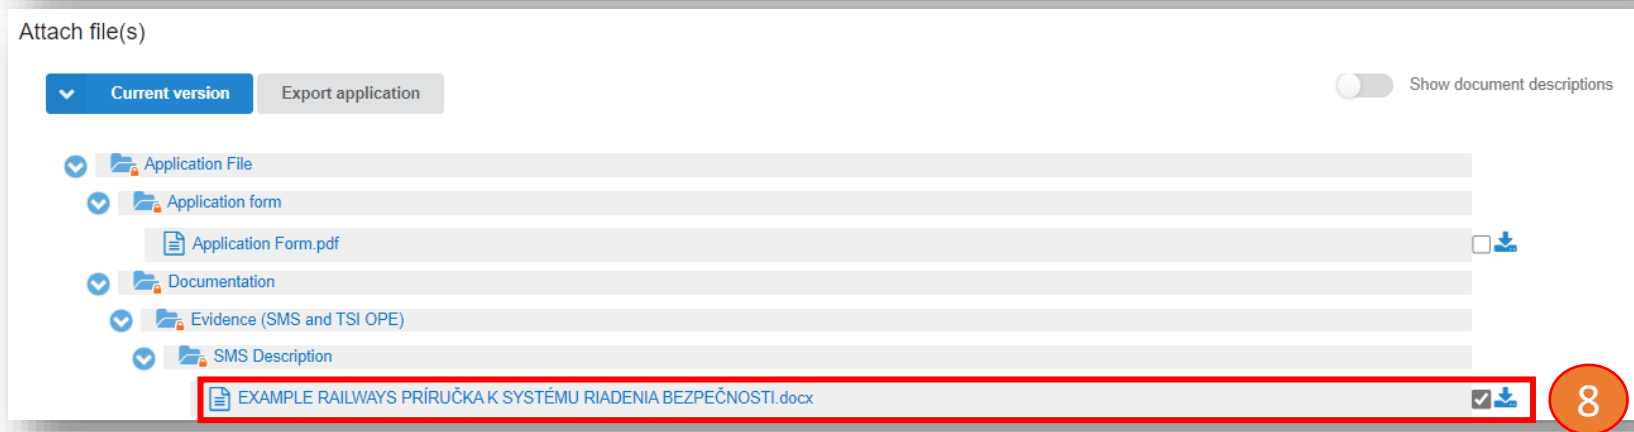 Attach file(s)
Current version
Export application
Show document descriptions
Application File
Application form
Application Form.pdf
Documentation
Evidence (SMS and TSI OPE)
SMS Description
EXAMPLE RAILWAYS PRÍRUČKA K SYSTÉMU RIADENIA BEZPEČNOSTI.docx
8